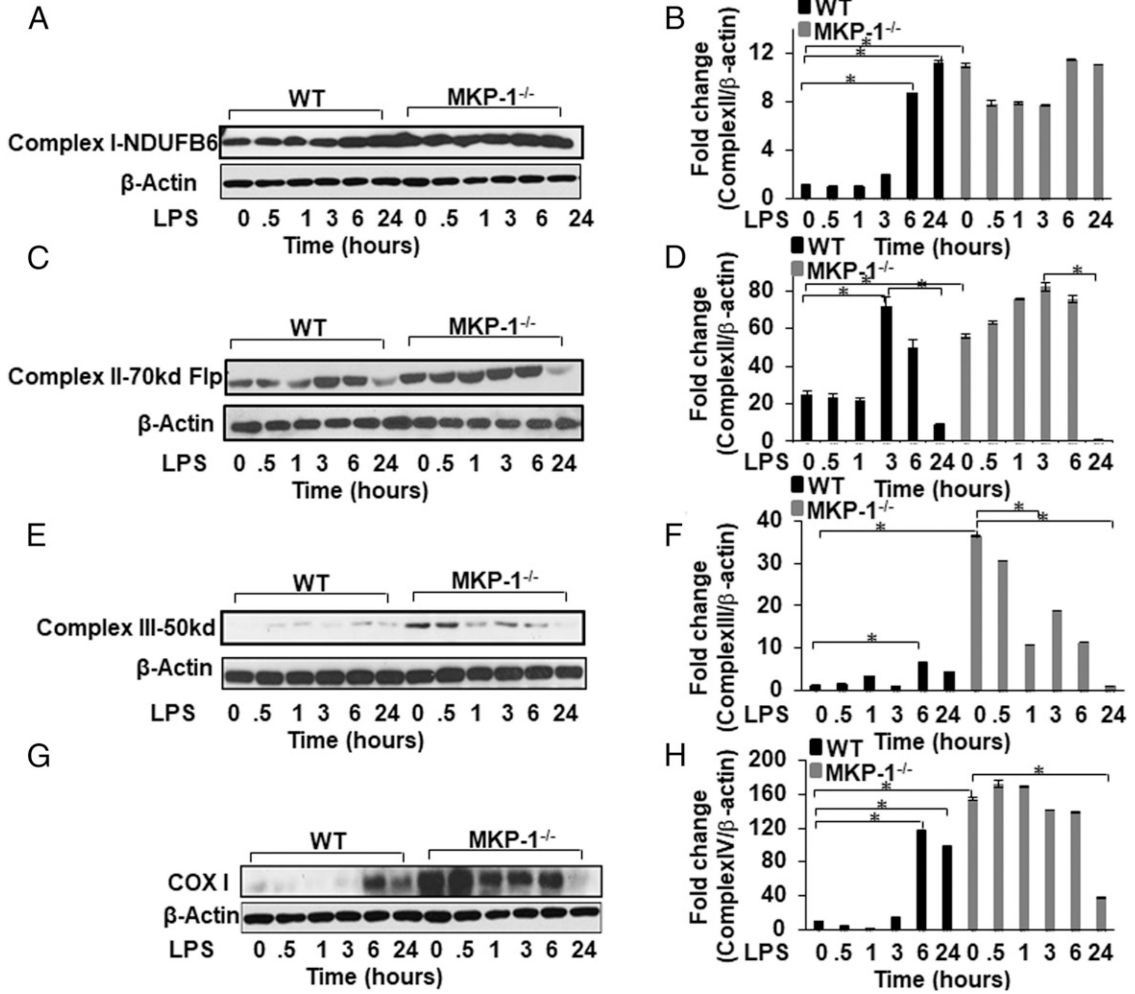 A
WT MKP-1-/-
Complex I-NDUFB6
β-Actin
LPS 0 .5 1 3 6 24 0 .5 1 3 6 24
Time (hours)
B
WT
MKP-1-/-
Fold change
(ComplexII/β-actin)
12
8
4
0
* * *
LPS 0 .5 1 3 6 24 0 .5 1 3 6 24
Time (hours)
C
WT MKP-1-/-
Complex II-70kd Flp
β-Actin
LPS 0 .5 1 3 6 24 0 .5 1 3 6 24
Time (hours)
D
WT
MKP-1-/-
Fold change
(ComplexII/β-actin)
80
60
40
20
0
* * * *
LPS 0 .5 1 3 6 24 0 .5 1 3 6 24
Time (hours)
E
WT MKP-1-/-
Complex III-50kd
β-Actin
LPS 0 .5 1 3 6 24 0 .5 1 3 6 24
Time (hours)
F
WT
MKP-1-/-
Fold change
(ComplexIII/β-actin)
40
30
20
10
0
* * * *
LPS 0 .5 1 3 6 24 0 .5 1 3 6 24
Time (hours)
G
WT MKP-1-/-
COX I
β-Actin
LPS 0 .5 1 3 6 24 0 .5 1 3 6 24
Time (hours)
H
WT
MKP-1-/-
Fold change
(ComplexIV/β-actin)
200
160
120
80
40
0
* * * *
LPS 0 .5 1 3 6 24 0 .5 1 3 6 24
Time (hours)